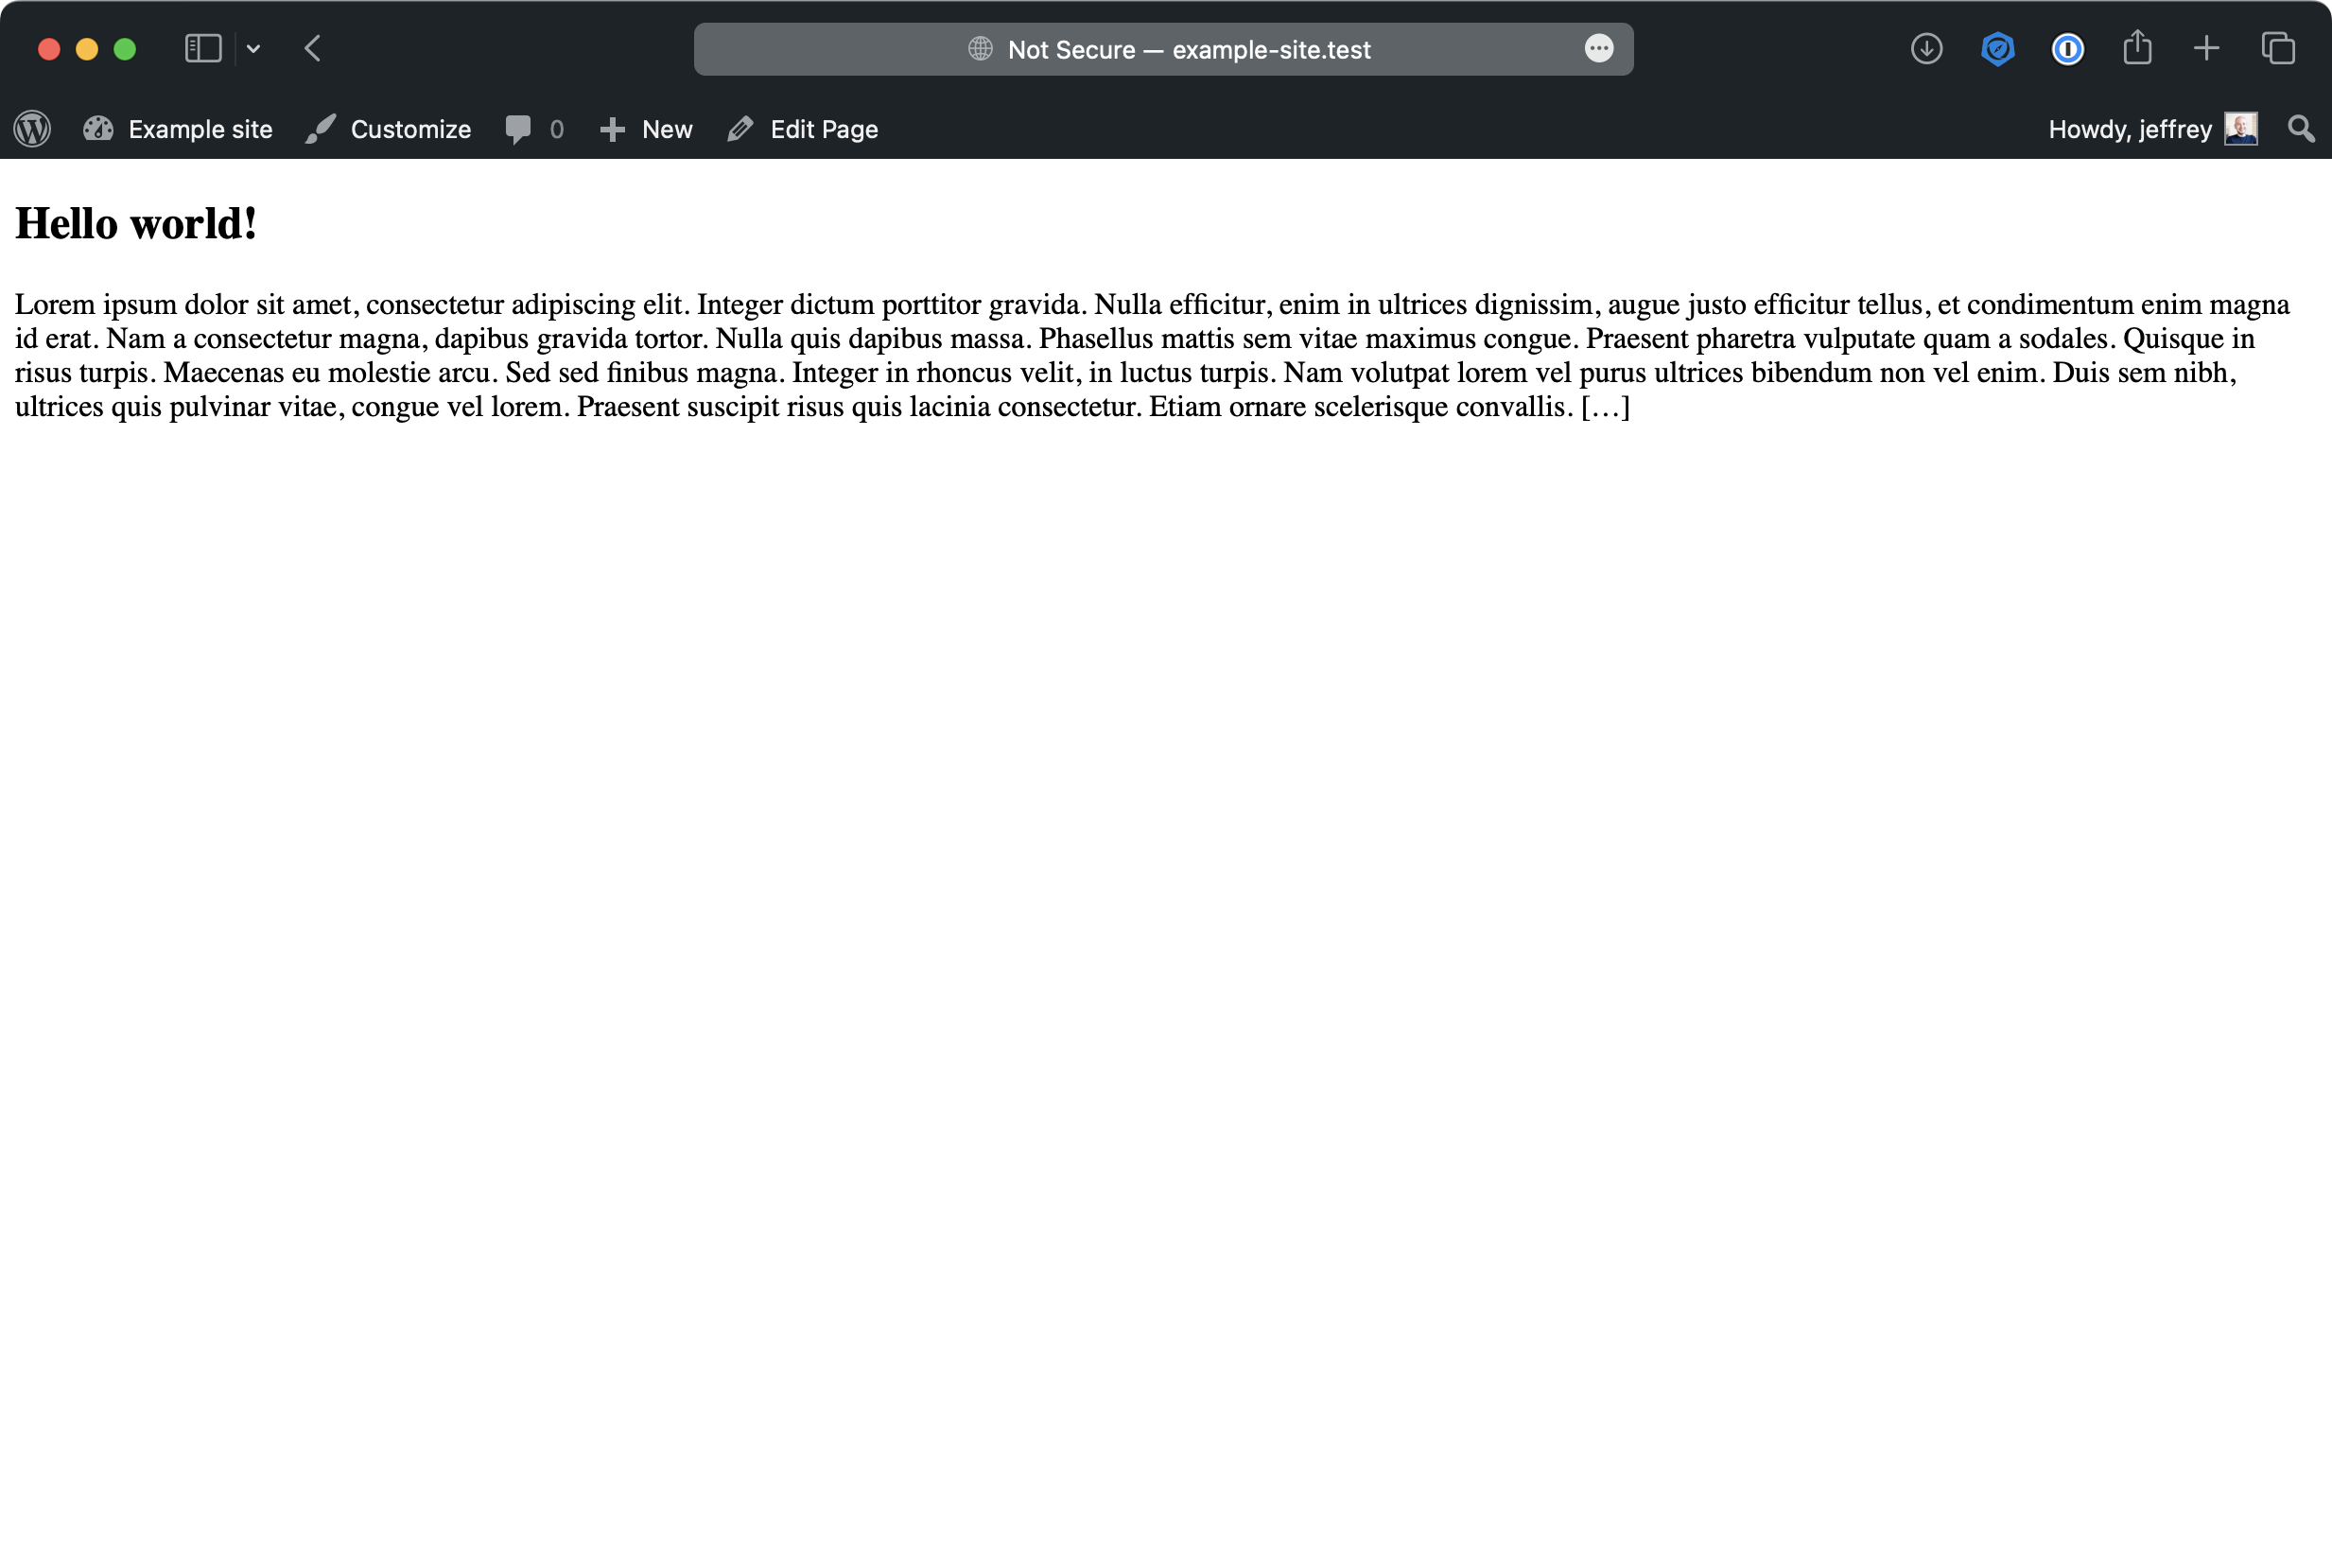 Not Secure — example-site.test
Example site Customize 0 New Edit Page Howdy, jeffrey
Hello world!
Lorem ipsum dolor sit amet, consectetur adipiscing elit. Integer dictum porttitor gravida. Nulla efficitur, enim in ultrices dignissim, augue justo efficitur tellus, et condimentum enim magna
id erat. Nam a consectetur magna, dapibus gravida tortor. Nulla quis dapibus massa. Phasellus mattis sem vitae maximus congue. Praesent pharetra vulputate quam a sodales. Quisque in
risus turpis. Maecenas eu molestie arcu. Sed sed finibus magna. Integer in rhoncus velit, in luctus turpis. Nam volutpat lorem vel purus ultrices bibendum non vel enim. Duis sem nibh,
ultrices quis pulvinar vitae, congue vel lorem. Praesent suscipit risus quis lacinia consectetur. Etiam ornare scelerisque convallis. […]